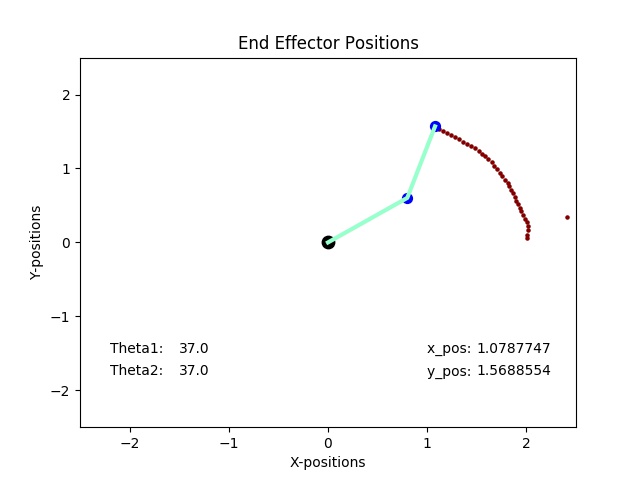 End Effector Positions
Y-positions
2
1
0
−1
−2
Theta1: 37.0
Theta2: 37.0
x_pos: 1.0787747
y_pos: 1.5688554
−2 −1 0 1 2
X-positions